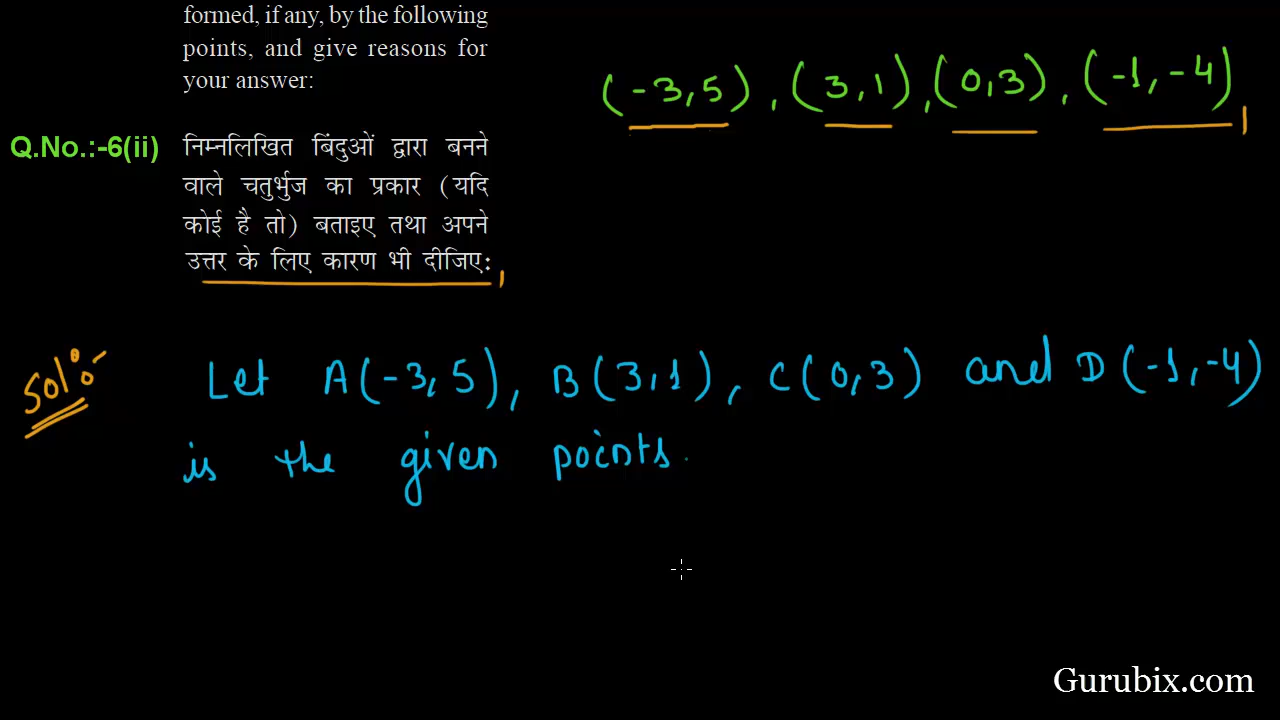 formed, if any, by the following
points, and give reasons for
your answer:
(-3,5), (3,1), (0,3), (-1,-4)
Q.No.:-6(ii)
निम्नलिखित बिंदुओं द्वारा बनने
वाले चतुर्भुज का प्रकार (यदि
कोई है तो) बताइए तथा अपने
उत्तर के लिए कारण भी दीजिए:
Sol:
Let A(-3,5), B(3,1), C(0,3) and D(-1,-4)
is the given points.
Gurubix.com